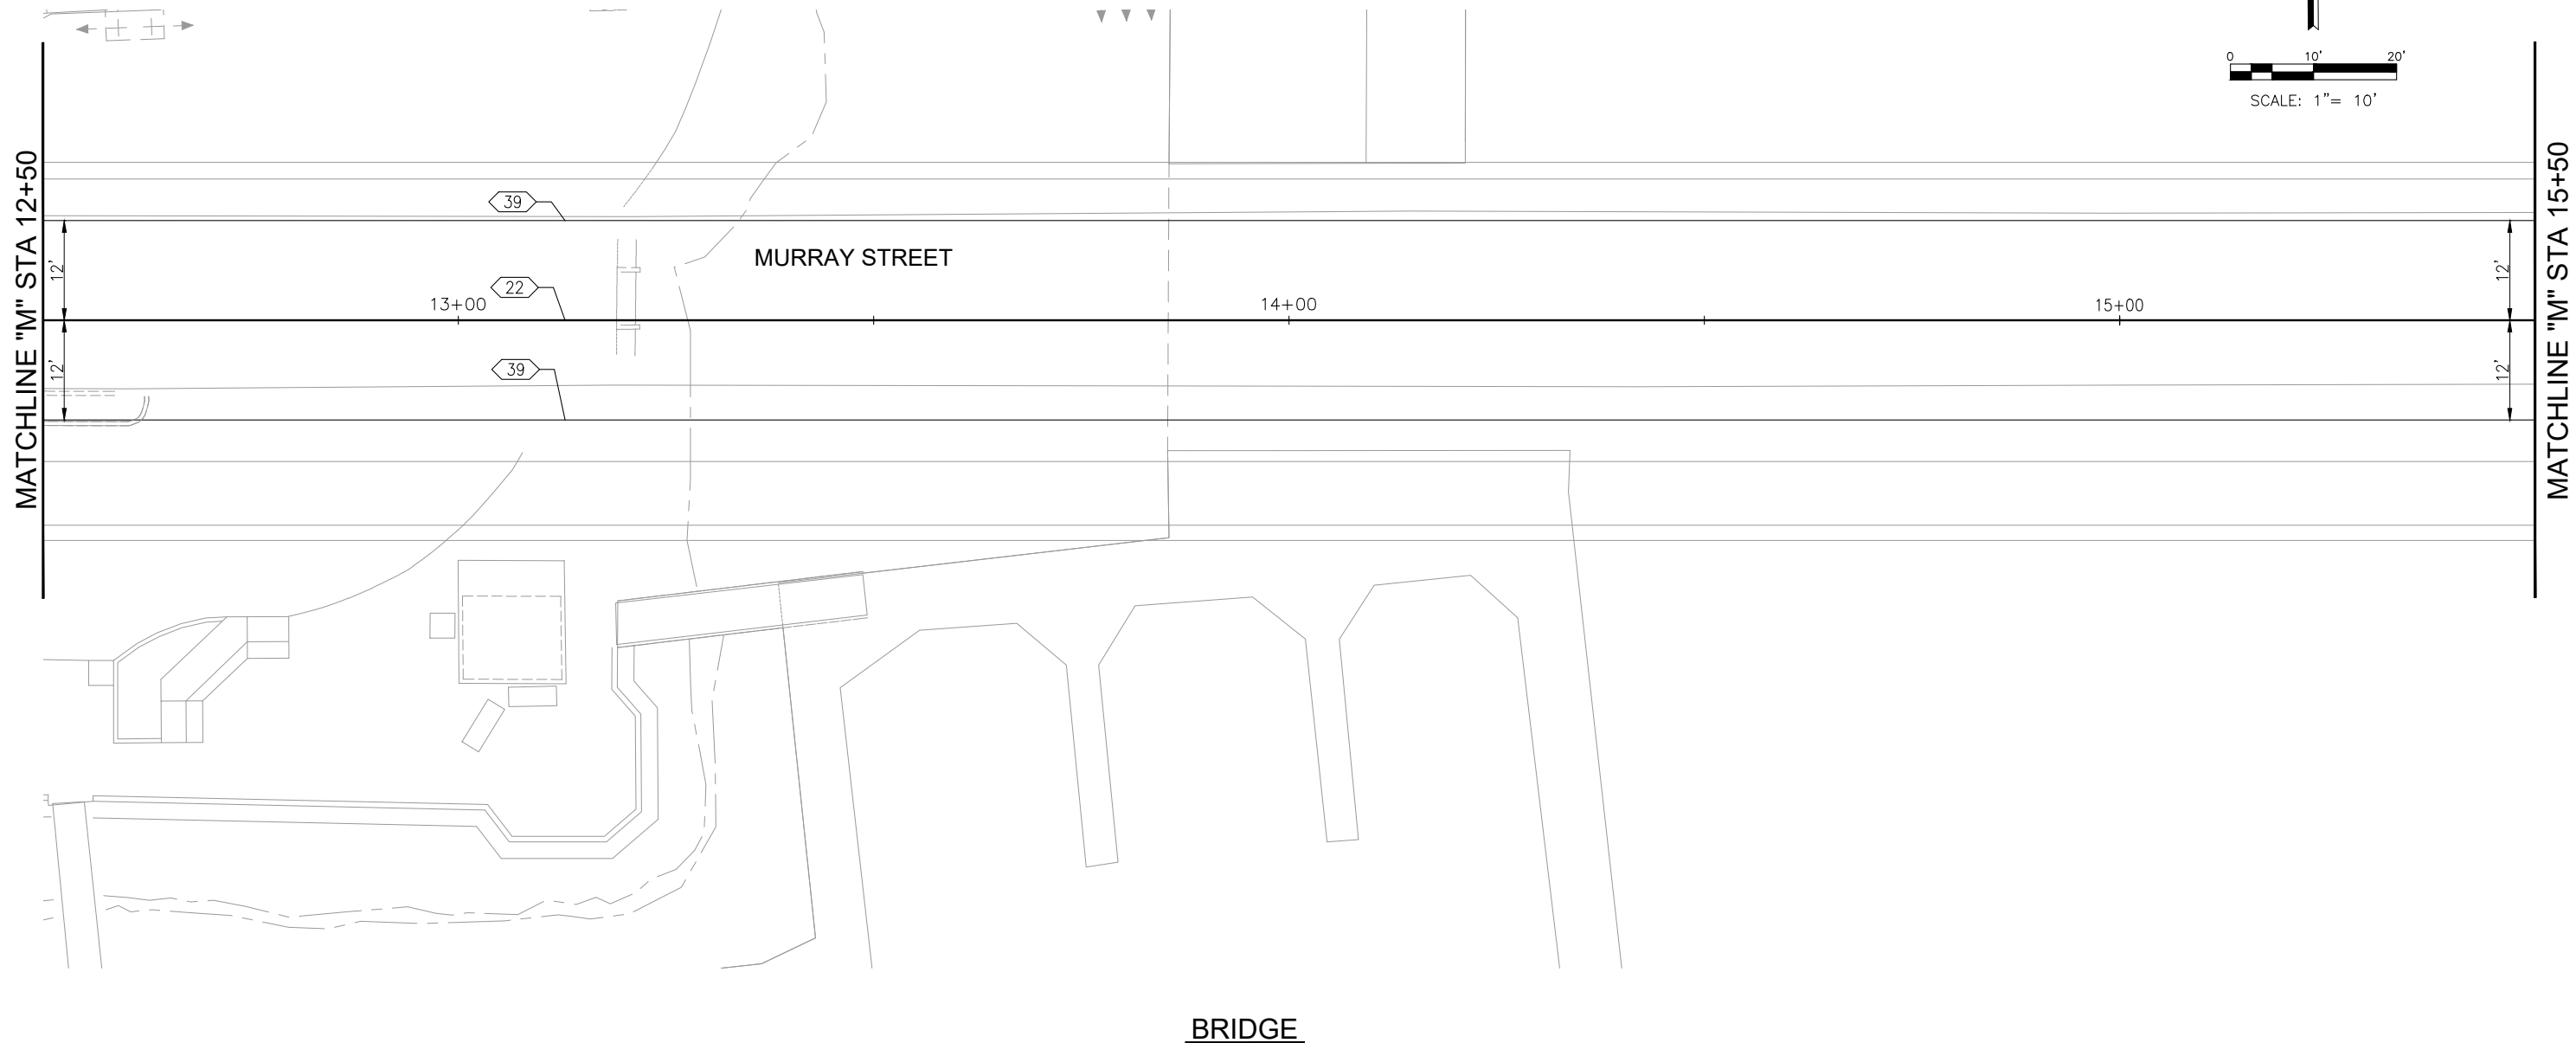 0 10' 20'
SCALE: 1"= 10'
MATCHLINE "M" STA 12+50
MATCHLINE "M" STA 15+50
39
12'
MURRAY STREET
12'
22
13+00
14+00
15+00
39
12'
12'
BRIDGE